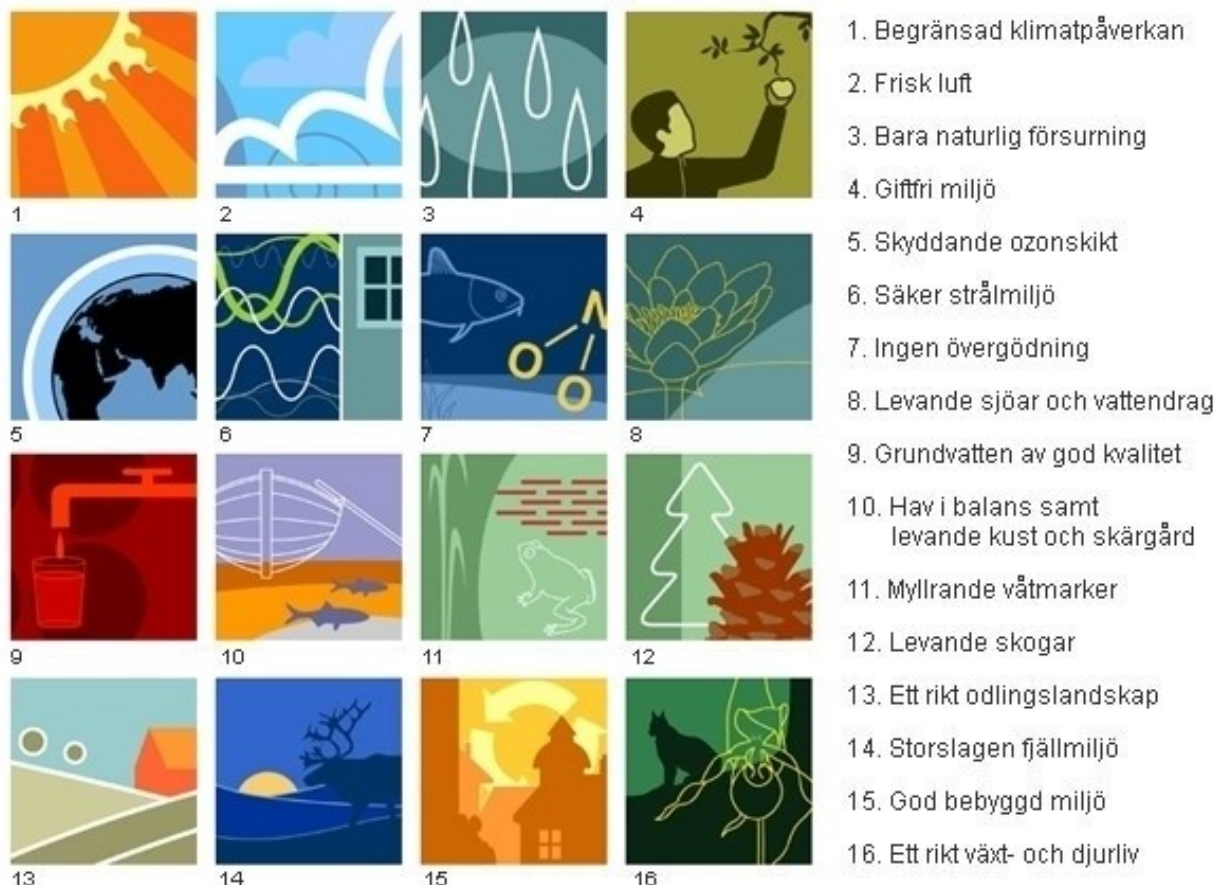 1. Begränsad klimatpåverkan
2. Frisk luft
3. Bara naturlig försurning
4. Giftfri miljö
5. Skyddande ozonskikt
6. Säker strålmiljö
7. Ingen övergödning
8. Levande sjöar och vattendrag
9. Grundvatten av god kvalitet
10. Hav i balans samt
levande kust och skärgård
11. Myllrande våtmarker
12. Levande skogar
13. Ett rikt odlingslandskap
14. Storslagen fjällmiljö
15. God bebyggd miljö
16. Ett rikt växt- och djurliv
1 2 3 4
5 6 7 8
N
O
O
9 10 11 12
13 14 15 16